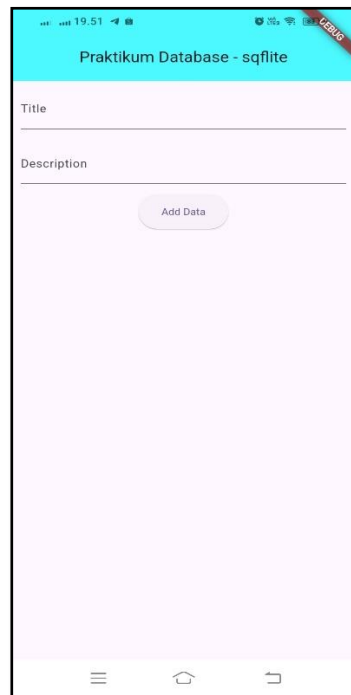 19.51
DEBUG
Praktikum Database - sqflite
Title
Description
Add Data